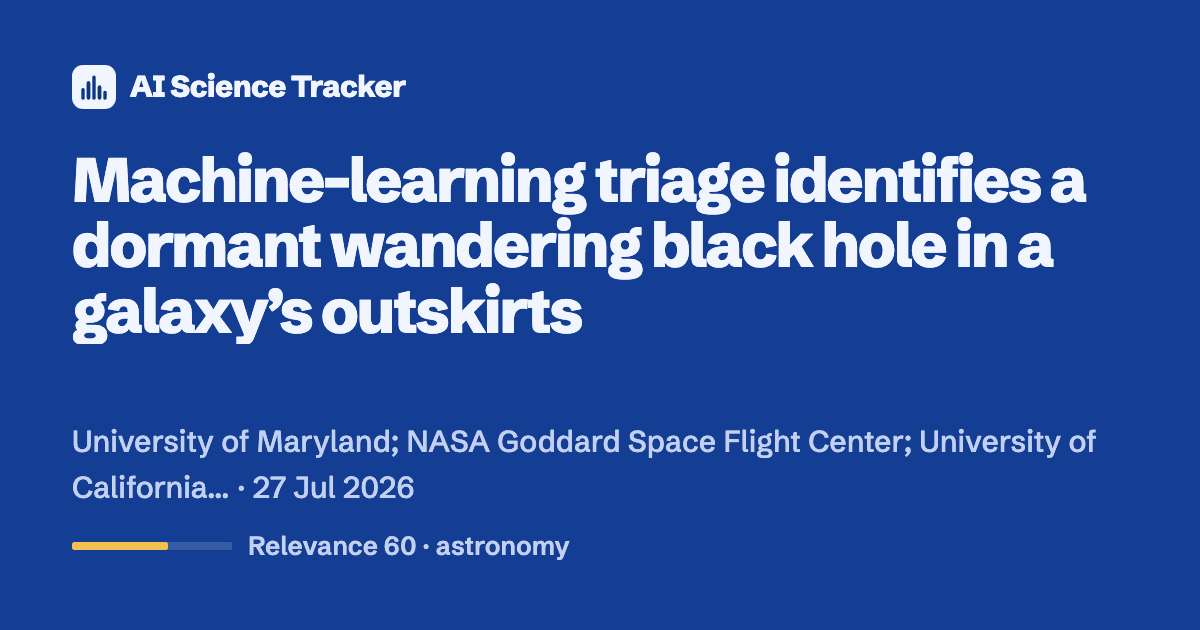 AI Science Tracker
Machine-learning triage identifies a
dormant wandering black hole in a
galaxy’s outskirts
University of Maryland; NASA Goddard Space Flight Center; University of
California… · 27 Jul 2026
Relevance 60 · astronomy